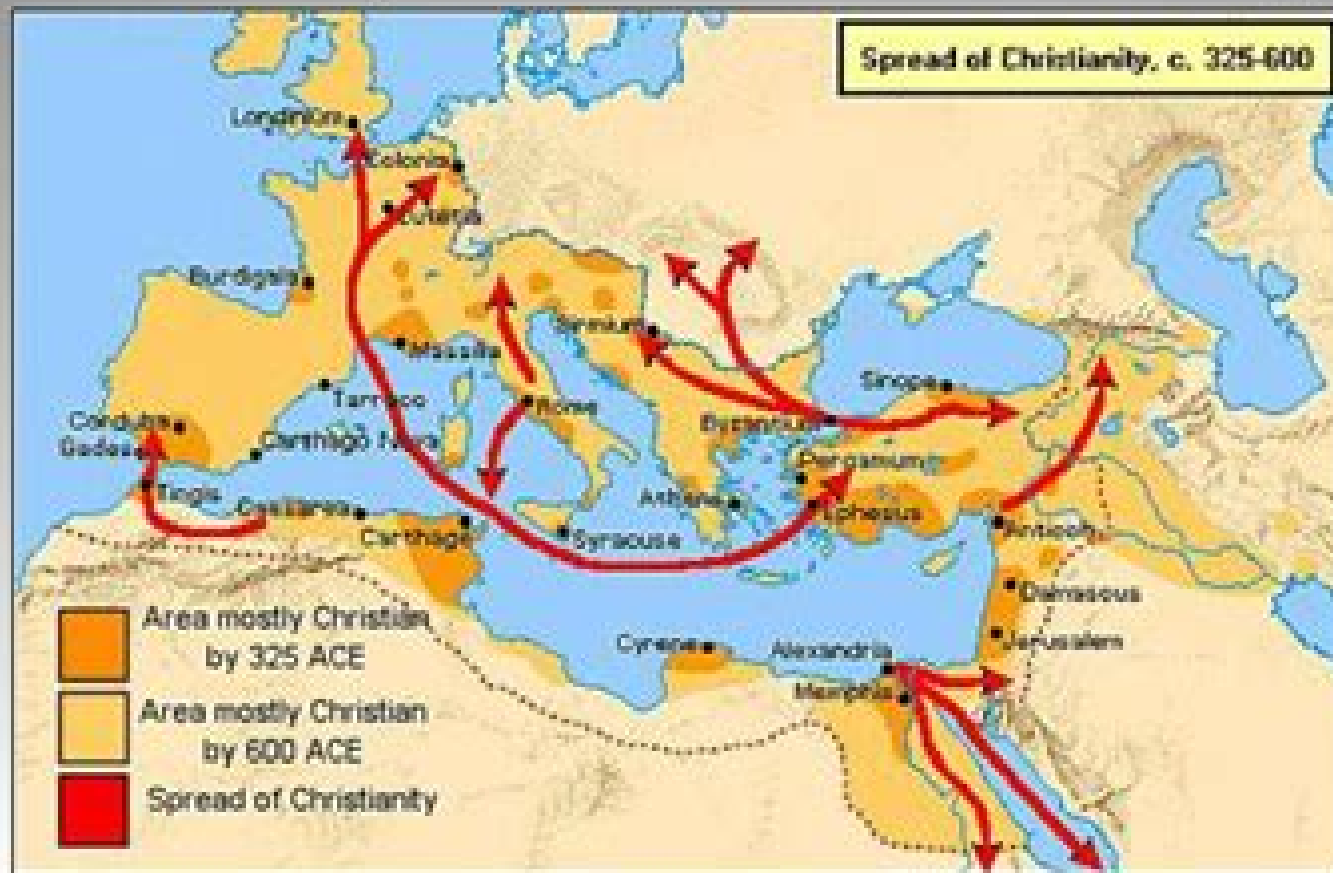 Spread of Christianity, c. 325-600
Londinium
Colonia
Lutetia
Burdigala
Massilia
Sirmium
Sinope
Tarraco
Rome
Byzantium
Corduba
Gades
Carthago Nova
Pergamum
Tingis
Caesarea
Athens
Ephesus
Antioch
Carthage
Syracuse
Damascus
Area mostly Christian
by 325 ACE
Cyrene
Alexandria
Jerusalem
Memphis
Area mostly Christian
by 600 ACE
Spread of Christianity